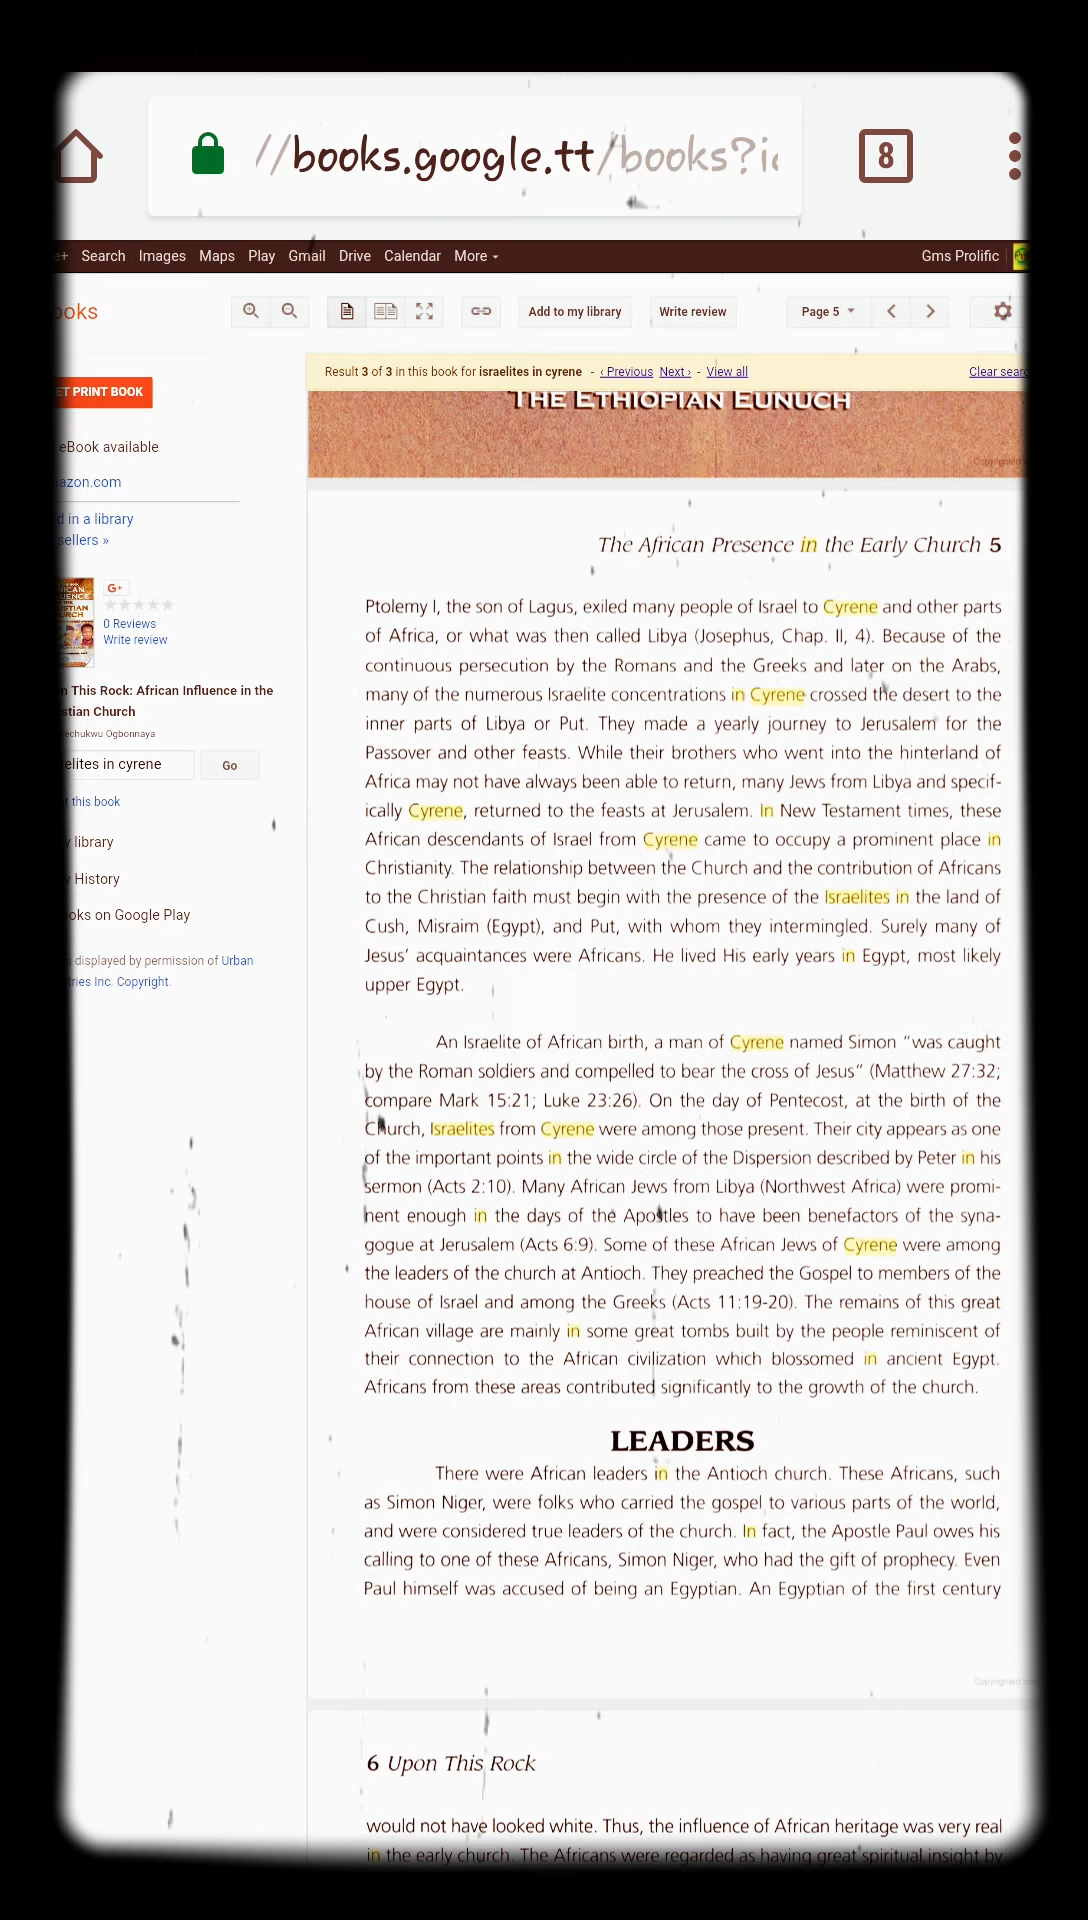 //books.google.tt/books?i
8
Search Images Maps Play Gmail Drive Calendar More
Gms Prolific
Add to my library
Write review
Page 5
Result 3 of 3 in this book for israelites in cyrene - ‹ Previous Next › - View all
THE ETHIOPIAN EUNUCH
PRINT BOOK
eBook available
in a library
sellers »
G+
0 Reviews
Write review
This Rock: African Influence in the
Church
Ogbonnaya
in cyrene
Go
this book
library
History
on Google Play
displayed by permission of Urban
Inc. Copyright.
The African Presence in the Early Church 5
Ptolemy I, the son of Lagus, exiled many people of Israel to Cyrene and other parts
of Africa, or what was then called Libya (Josephus, Chap. II, 4). Because of the
continuous persecution by the Romans and the Greeks and later on the Arabs,
many of the numerous Israelite concentrations in Cyrene crossed the desert to the
inner parts of Libya or Put. They made a yearly journey to Jerusalem for the
Passover and other feasts. While their brothers who went into the hinterland of
Africa may not have always been able to return, many Jews from Libya and specif-
ically Cyrene, returned to the feasts at Jerusalem. In New Testament times, these
African descendants of Israel from Cyrene came to occupy a prominent place in
Christianity. The relationship between the Church and the contribution of Africans
to the Christian faith must begin with the presence of the Israelites in the land of
Cush, Misraim (Egypt), and Put, with whom they intermingled. Surely many of
Jesus' acquaintances were Africans. He lived His early years in Egypt, most likely
upper Egypt.
An Israelite of African birth, a man of Cyrene named Simon "was caught
by the Roman soldiers and compelled to bear the cross of Jesus" (Matthew 27:32;
compare Mark 15:21; Luke 23:26). On the day of Pentecost, at the birth of the
Church, Israelites from Cyrene were among those present. Their city appears as one
of the important points in the wide circle of the Dispersion described by Peter in his
sermon (Acts 2:10). Many African Jews from Libya (Northwest Africa) were promi-
nent enough in the days of the Apostles to have been benefactors of the syna-
gogue at Jerusalem (Acts 6:9). Some of these African Jews of Cyrene were among
the leaders of the church at Antioch. They preached the Gospel to members of the
house of Israel and among the Greeks (Acts 11:19-20). The remains of this great
African village are mainly in some great tombs built by the people reminiscent of
their connection to the African civilization which blossomed in ancient Egypt.
Africans from these areas contributed significantly to the growth of the church.
LEADERS
There were African leaders in the Antioch church. These Africans, such
as Simon Niger, were folks who carried the gospel to various parts of the world,
and were considered true leaders of the church. In fact, the Apostle Paul owes his
calling to one of these Africans, Simon Niger, who had the gift of prophecy. Even
Paul himself was accused of being an Egyptian. An Egyptian of the first century
6 Upon This Rock
would not have looked white. Thus, the influence of African heritage was very real
in the early church. The Africans were regarded as having great spiritual insight by